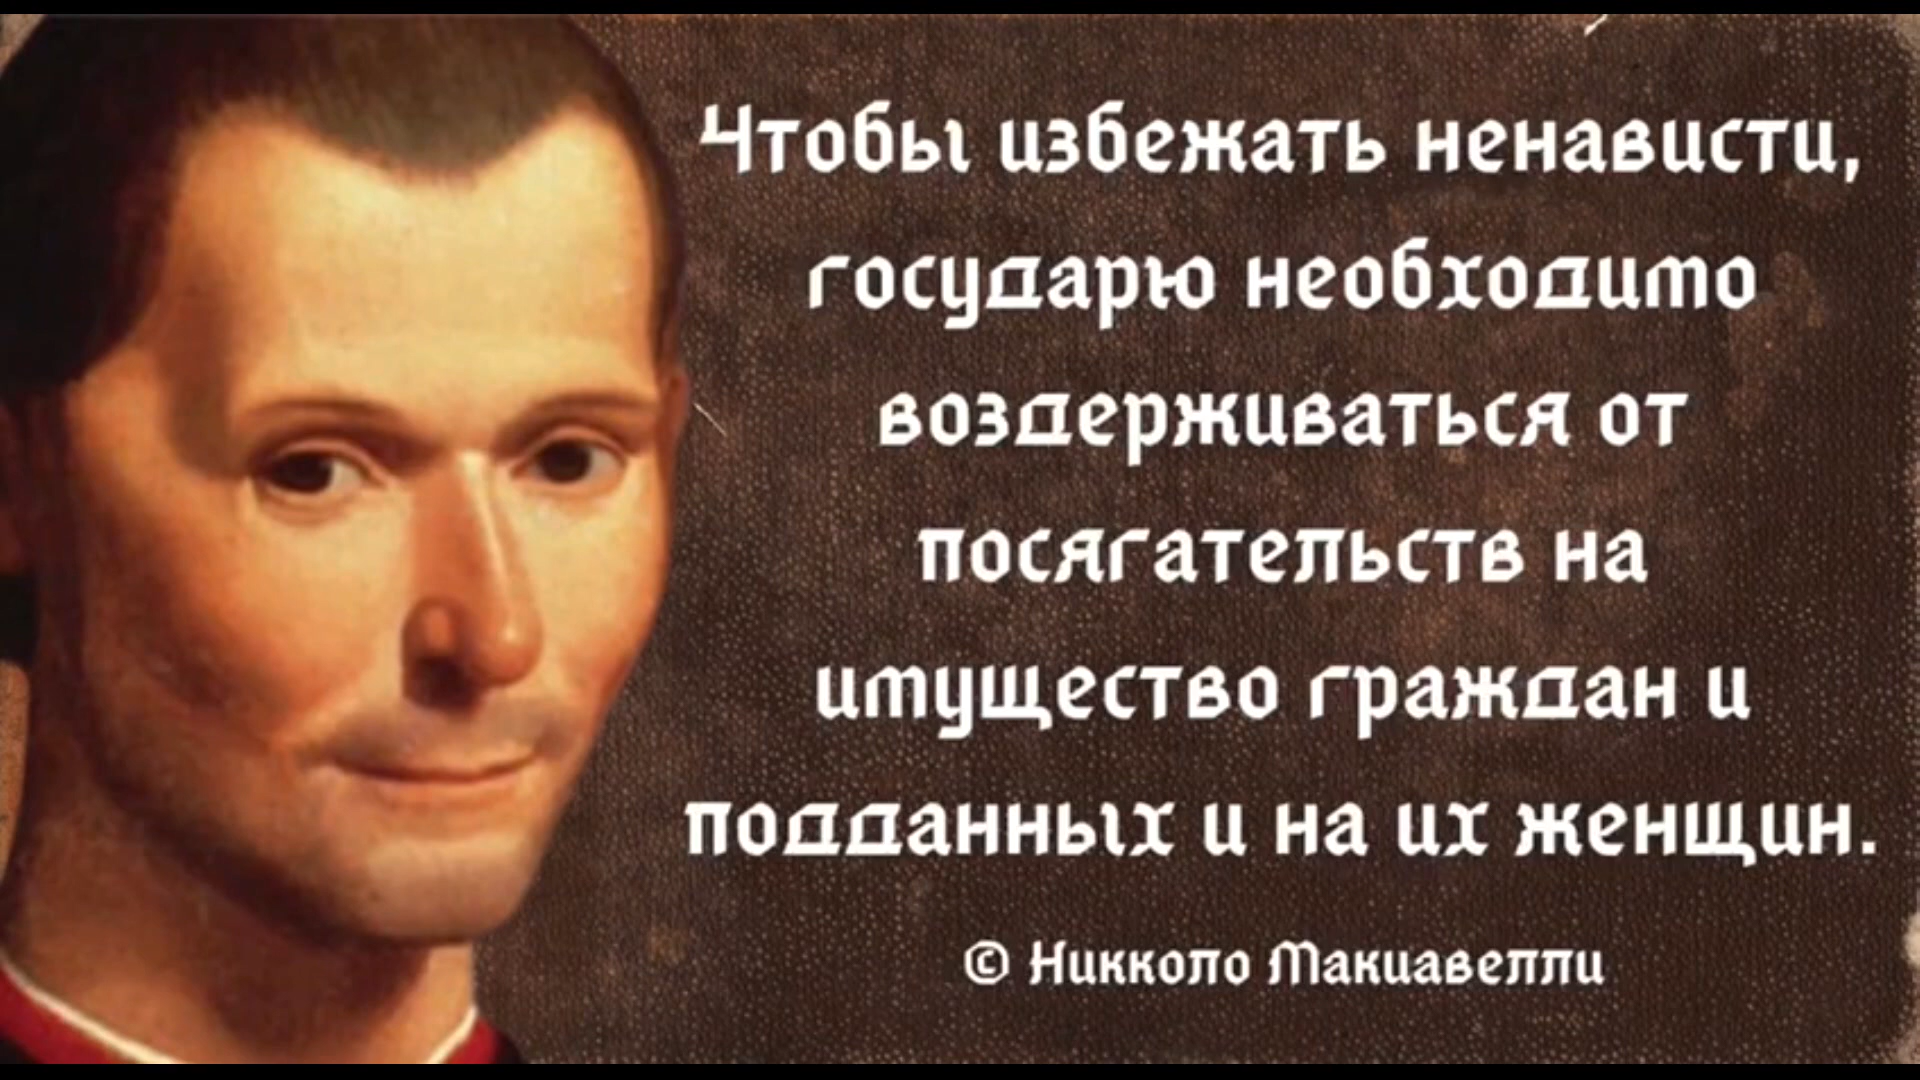 Чтобы избежать ненависти,
государю необходимо
воздерживаться от
посягательств на
имущество граждан и
подданных и на их женщин.
© Никколо Макиавелли